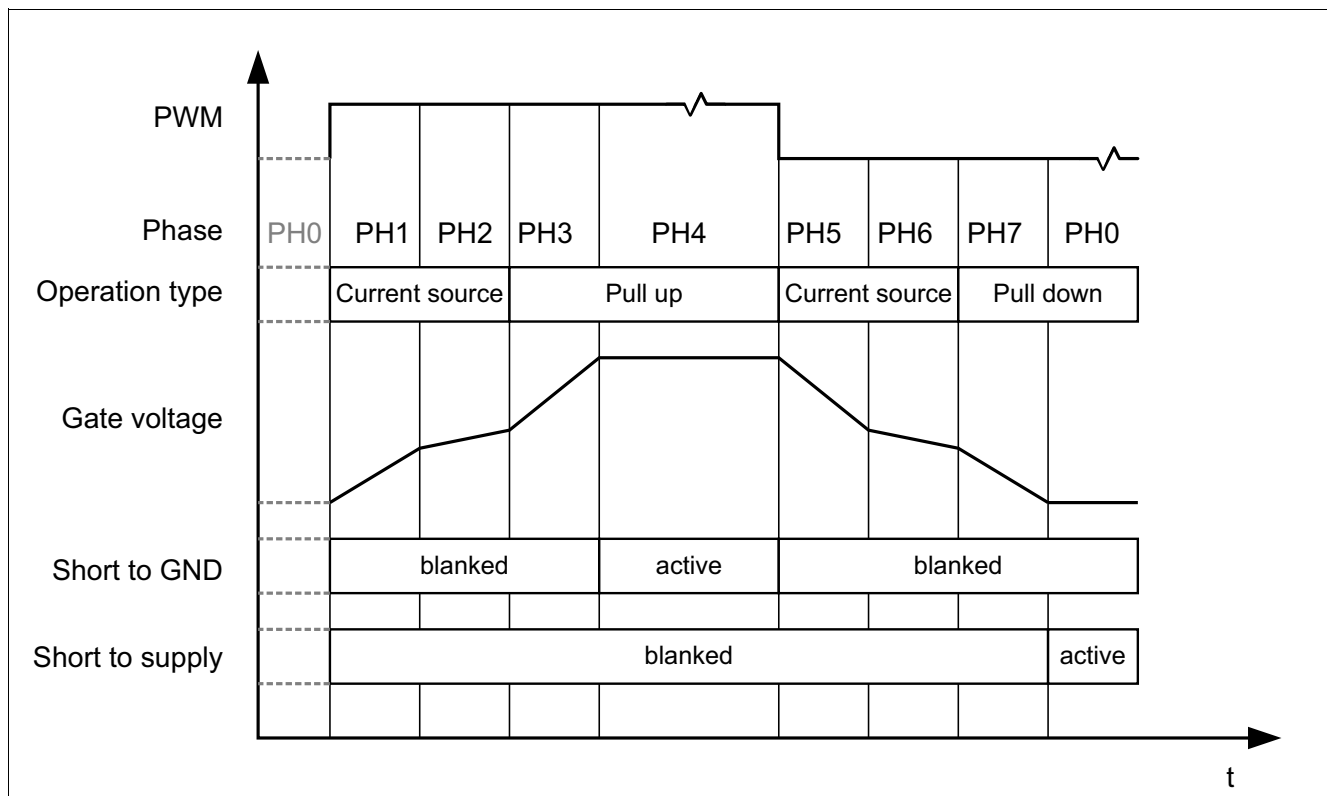 PWM
Phase PH0 PH1 PH2 PH3 PH4 PH5 PH6 PH7 PH0
Operation type Current source Pull up Current source Pull down
Gate voltage
Short to GND blanked active blanked
Short to supply blanked active
t